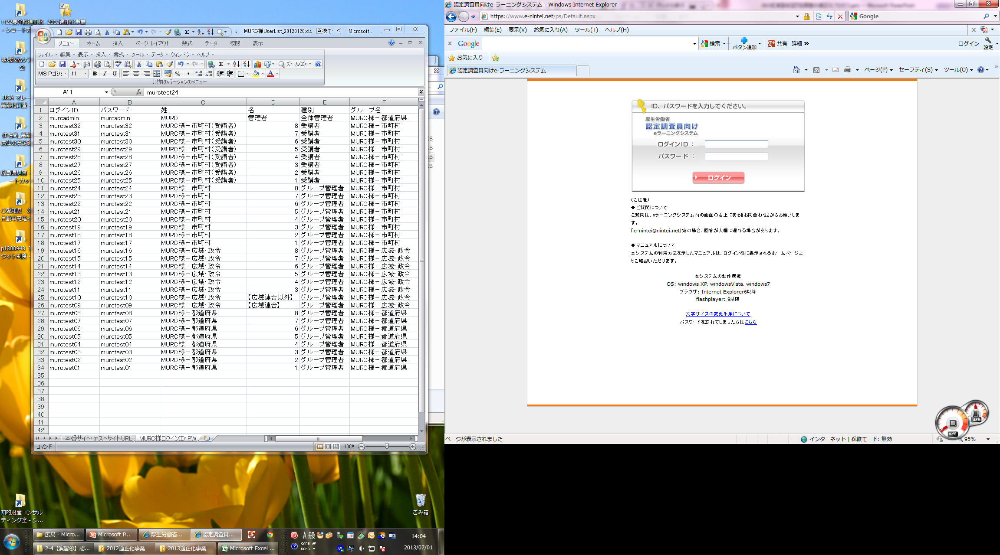 H22要介護適正化
- ショートカ
2013適正化事業
地域包括ケア
会
JICA マレー
高齢化調査 -
住宅局_高齢
居住の安定確
広島県調査 -
ートカッ
○愛知県 次
自動車充電イ
p1300943_J
ジット制度 -
知的財産コンサル
ティング室 - シ...
ごみ箱
MURC様UserList_20120120.xls [互換モード] - Microsoft...
メニュー ホーム 挿入 ページ レイアウト 数式 データ 校閲 表示
ファイル 編集 表示 挿入 書式 ツール データ ウィンドウ ヘルプ
ズーム(Z):
MS Pゴシ 11 B I U
以前のバージョンのメニュー
A11 fx murctest24
A B C D E F
1 ログインID パスワード 姓 名 種別 グループ名
2 murcadmin murcadmin MURC 管理者 全体管理者 MURC様－都道府県
3 murctest32 murctest32 MURC様－市町村(受講者) 8 受講者 MURC様－市町村
4 murctest31 murctest31 MURC様－市町村(受講者) 7 受講者 MURC様－市町村
5 murctest30 murctest30 MURC様－市町村(受講者) 6 受講者 MURC様－市町村
6 murctest29 murctest29 MURC様－市町村(受講者) 5 受講者 MURC様－市町村
7 murctest28 murctest28 MURC様－市町村(受講者) 4 受講者 MURC様－市町村
8 murctest27 murctest27 MURC様－市町村(受講者) 3 受講者 MURC様－市町村
9 murctest26 murctest26 MURC様－市町村(受講者) 2 受講者 MURC様－市町村
10 murctest25 murctest25 MURC様－市町村(受講者) 1 受講者 MURC様－市町村
11 murctest24 murctest24 MURC様－市町村 8 グループ管理者 MURC様－市町村
12 murctest23 murctest23 MURC様－市町村 7 グループ管理者 MURC様－市町村
13 murctest22 murctest22 MURC様－市町村 6 グループ管理者 MURC様－市町村
14 murctest21 murctest21 MURC様－市町村 5 グループ管理者 MURC様－市町村
15 murctest20 murctest20 MURC様－市町村 4 グループ管理者 MURC様－市町村
16 murctest19 murctest19 MURC様－市町村 3 グループ管理者 MURC様－市町村
17 murctest18 murctest18 MURC様－市町村 2 グループ管理者 MURC様－市町村
18 murctest17 murctest17 MURC様－市町村 1 グループ管理者 MURC様－市町村
19 murctest16 murctest16 MURC様－広域・政令 8 グループ管理者 MURC様－広域・政令
20 murctest15 murctest15 MURC様－広域・政令 7 グループ管理者 MURC様－広域・政令
21 murctest14 murctest14 MURC様－広域・政令 6 グループ管理者 MURC様－広域・政令
22 murctest13 murctest13 MURC様－広域・政令 5 グループ管理者 MURC様－広域・政令
23 murctest12 murctest12 MURC様－広域・政令 4 グループ管理者 MURC様－広域・政令
24 murctest11 murctest11 MURC様－広域・政令 3 グループ管理者 MURC様－広域・政令
25 murctest10 murctest10 MURC様－広域・政令 【広域連合以外】 グループ管理者 MURC様－広域・政令
26 murctest09 murctest09 MURC様－広域・政令 【広域連合】 グループ管理者 MURC様－広域・政令
27 murctest08 murctest08 MURC様－都道府県 8 グループ管理者 MURC様－都道府県
28 murctest07 murctest07 MURC様－都道府県 7 グループ管理者 MURC様－都道府県
29 murctest06 murctest06 MURC様－都道府県 6 グループ管理者 MURC様－都道府県
30 murctest05 murctest05 MURC様－都道府県 5 グループ管理者 MURC様－都道府県
31 murctest04 murctest04 MURC様－都道府県 4 グループ管理者 MURC様－都道府県
32 murctest03 murctest03 MURC様－都道府県 3 グループ管理者 MURC様－都道府県
33 murctest02 murctest02 MURC様－都道府県 2 グループ管理者 MURC様－都道府県
34 murctest01 murctest01 MURC様－都道府県 1 グループ管理者 MURC様－都道府県
35
36
37
38
39
40
41
42
本番サイト・テストサイトURL MURC様ログインID・PW
コマンド 100%
認定調査員向けe-ラーニングシステム - Windows Internet Explorer
https://www.e-nintei.net/ps/Default.aspx Google
ファイル(F) 編集(E) 表示(V) お気に入り(A) ツール(T) ヘルプ(H)
x Google 検索 ボタン追加 共有 詳細 » ログイン 設定
お気に入り
認定調査員向けe-ラーニングシステム ページ(P) セーフティ(S) ツール(O)
ID、パスワードを入力してください。
厚生労働省
認定調査員向け
eラーニングシステム
ログインID :
パスワード :
ログイン
(ご注意)
◆ ご質問について
ご質問は、eラーニングシステム内の画面の右上にある『お問合わせ』からお願いしま
す。
「e-nintei@nintei.net」宛の場合、回答が大幅に遅れる場合があります。
◆ マニュアルについて
本システムの利用方法を示したマニュアルは、ログイン後に表示されるホームページよ
りご確認いただけます。
本システムの動作環境
OS: windows XP、windowsVista、windows7
ブラウザ: Internet Explorer6以降
flashplayer: 9以降
文字サイズの変更手順について
パスワードを忘れてしまった方はこちら
48%
02%
ページが表示されました インターネット | 保護モード: 無効 95%
広島 - Micro... Microsoft P... 厚生労働省... 認定調査員...
2-4【演習④】認... 2012適正化事業 2013適正化事業 Microsoft Excel ...
A 般
CAPS
KANA
14:04
2013/07/01